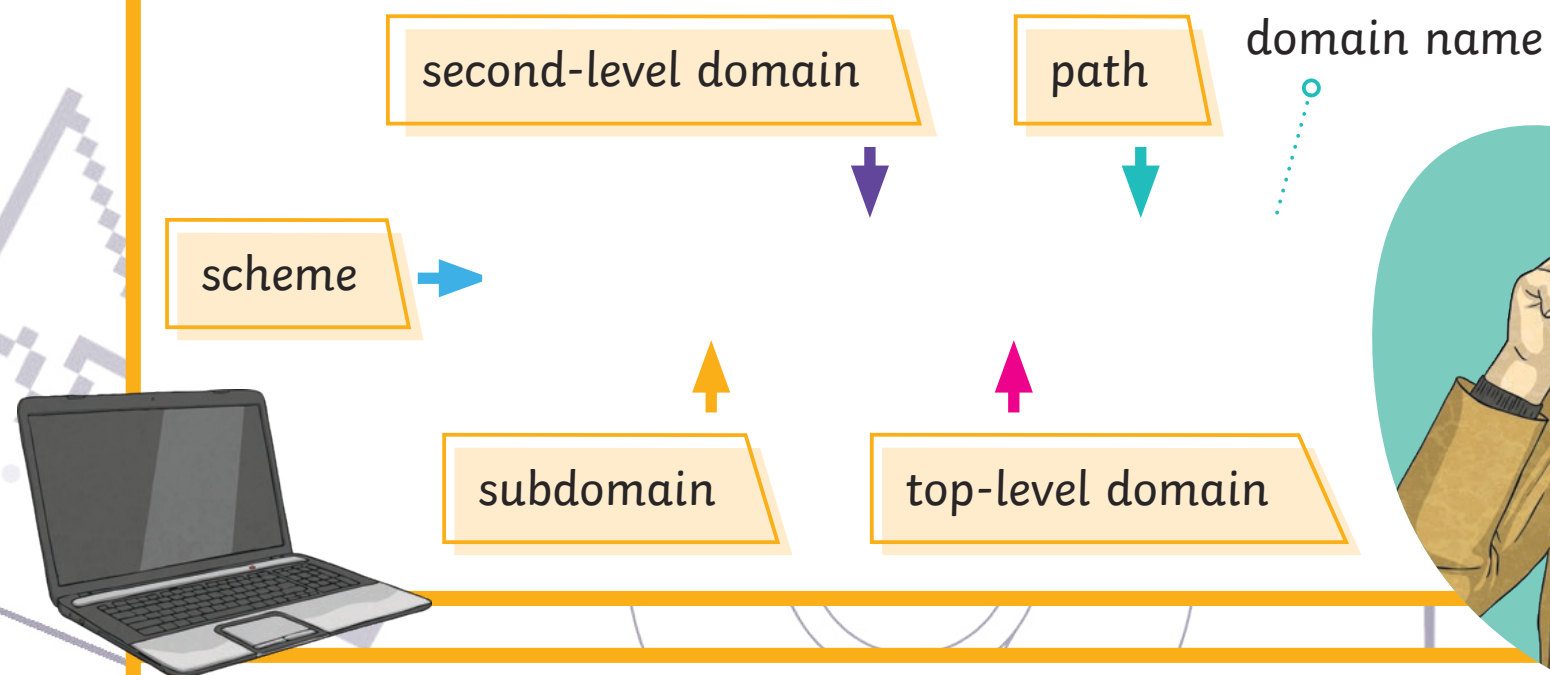 domain name
second-level domain
path
scheme
subdomain
top-level domain